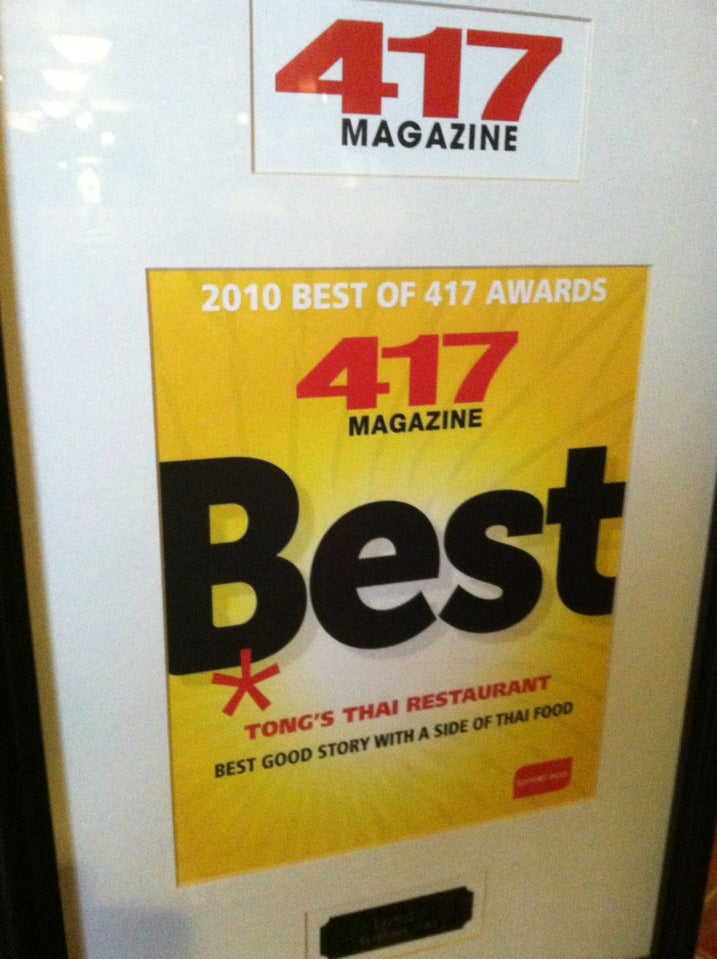 417
MAGAZINE
2010 BEST OF 417 AWARDS
417
MAGAZINE
Best
*
TONG'S THAI RESTAURANT
BEST GOOD STORY WITH A SIDE OF THAI FOOD